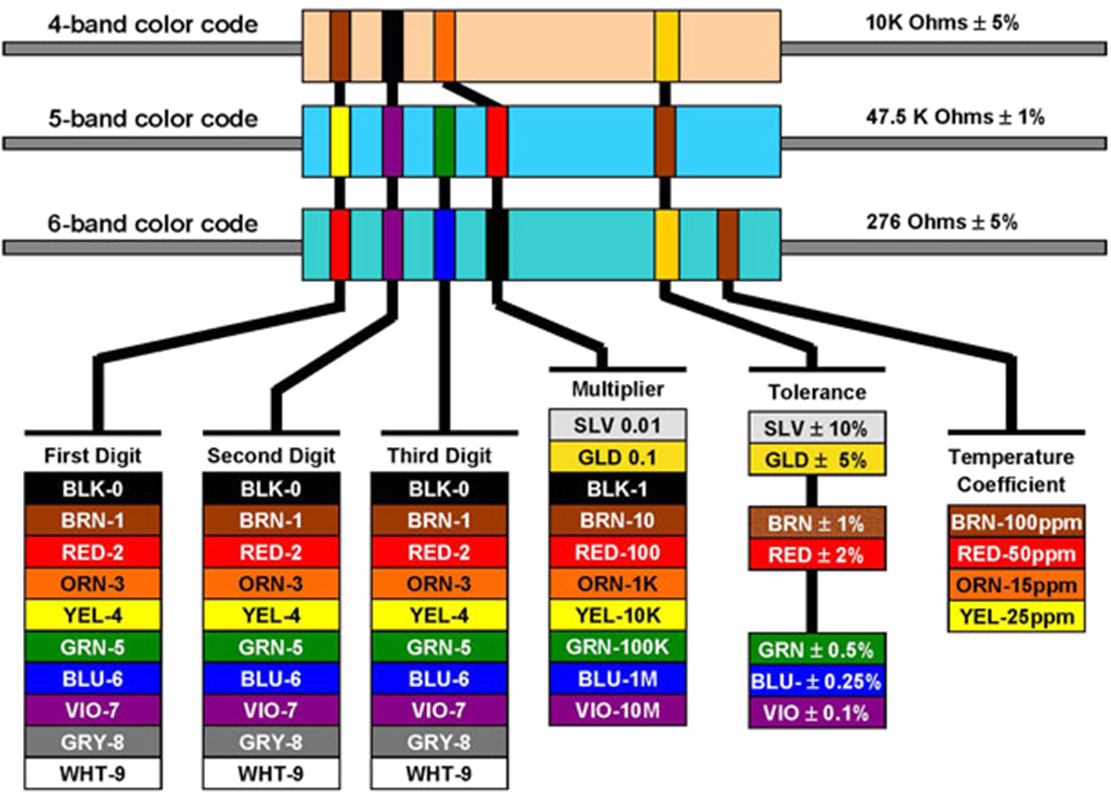 4-band color code
10K Ohms ± 5%
5-band color code
47.5 K Ohms ± 1%
6-band color code
276 Ohms ± 5%
First Digit
BLK-0
BRN-1
RED-2
ORN-3
YEL-4
GRN-5
BLU-6
VIO-7
GRY-8
WHT-9
Second Digit
BLK-0
BRN-1
RED-2
ORN-3
YEL-4
GRN-5
BLU-6
VIO-7
GRY-8
WHT-9
Third Digit
BLK-0
BRN-1
RED-2
ORN-3
YEL-4
GRN-5
BLU-6
VIO-7
GRY-8
WHT-9
Multiplier
SLV 0.01
GLD 0.1
BLK-1
BRN-10
RED-100
ORN-1K
YEL-10K
GRN-100K
BLU-1M
VIO-10M
Tolerance
SLV ± 10%
GLD ± 5%
BRN ± 1%
RED ± 2%
GRN ± 0.5%
BLU- ± 0.25%
VIO ± 0.1%
Temperature
Coefficient
BRN-100ppm
RED-50ppm
ORN-15ppm
YEL-25ppm